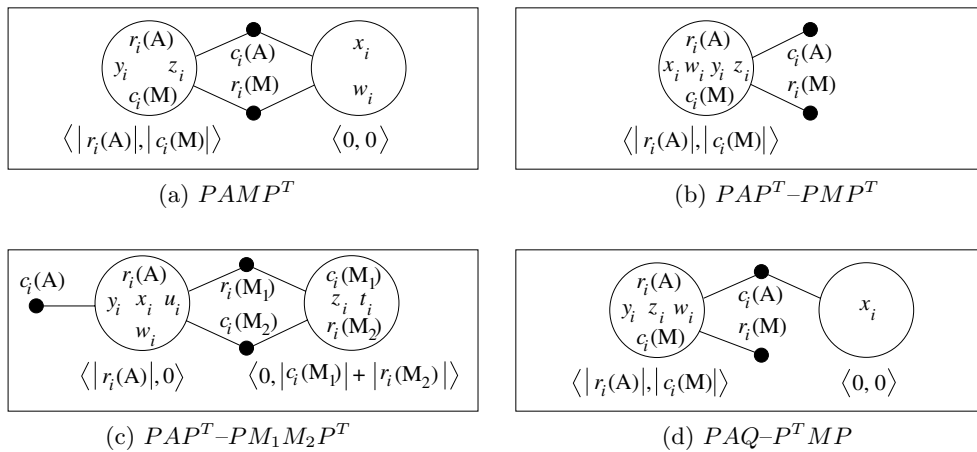 r_i(A)
y_i z_i
c_i(M)
c_i(A)
r_i(M)
x_i
w_i
⟨|r_i(A)|,|c_i(M)|⟩
⟨0, 0⟩
(a) PAMP^T
r_i(A)
x_i w_i y_i z_i
c_i(M)
c_i(A)
r_i(M)
⟨|r_i(A)|,|c_i(M)|⟩
(b) PAP^T–PMP^T
c_i(A)
r_i(A)
y_i x_i u_i
w_i
r_i(M_1)
c_i(M_2)
c_i(M_1)
z_i t_i
r_i(M_2)
⟨|r_i(A)|, 0⟩
⟨0,|c_i(M_1)| + |r_i(M_2)|⟩
(c) PAP^T–PM_1M_2P^T
r_i(A)
y_i z_i w_i
c_i(M)
c_i(A)
r_i(M)
x_i
⟨|r_i(A)|,|c_i(M)|⟩
⟨0, 0⟩
(d) PAQ–P^TMP